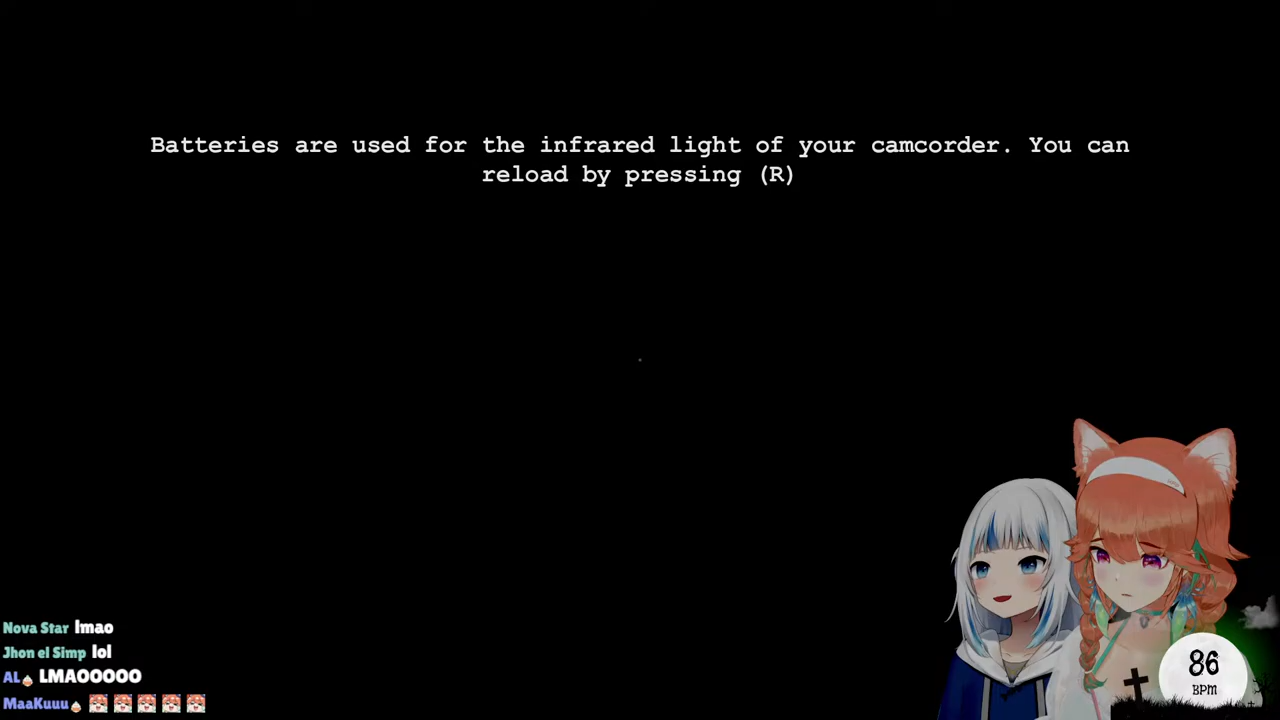 Batteries are used for the infrared light of your camcorder. You can
reload by pressing (R)
Nova Star lmao
Jhon el Simp lol
AL LMAOOOOO
MaaKuuu
86
BPM